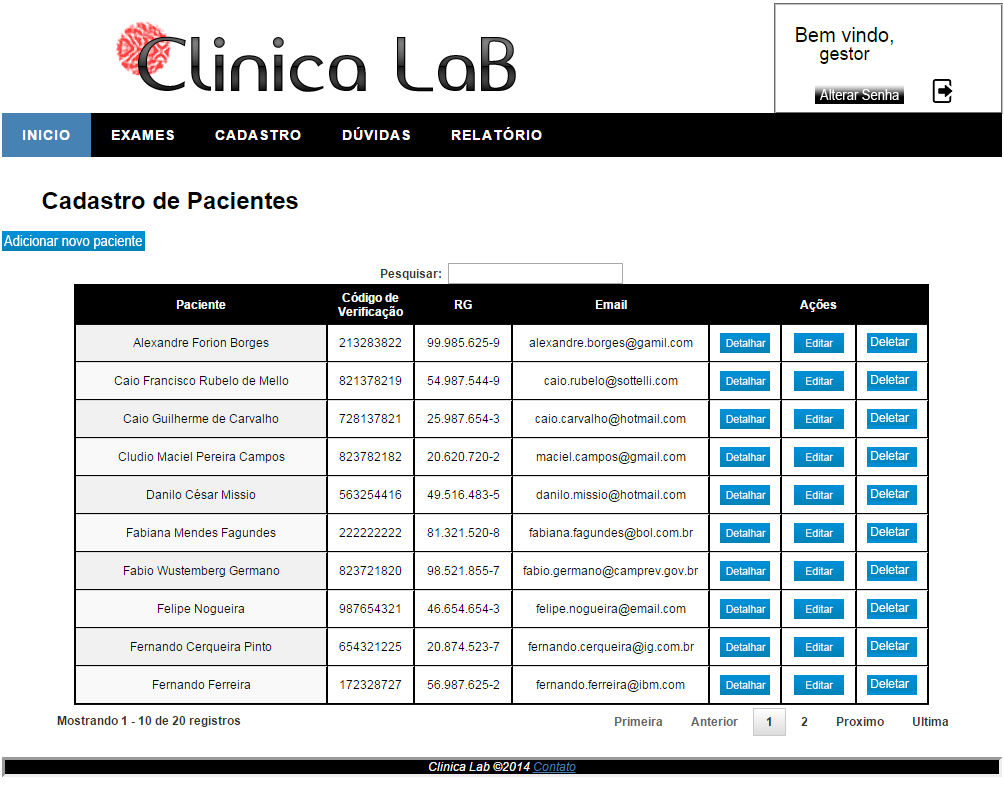 Clinica LaB
Bem vindo,
gestor
Alterar Senha
INICIO EXAMES CADASTRO DÚVIDAS RELATÓRIO
Cadastro de Pacientes
Adicionar novo paciente
Pesquisar:
Paciente Código de Verificação RG Email Ações
Alexandre Forion Borges 213283822 99.985.625-9 alexandre.borges@gamil.com Detalhar Editar Deletar
Caio Francisco Rubelo de Mello 821378219 54.987.544-9 caio.rubelo@sottelli.com Detalhar Editar Deletar
Caio Guilherme de Carvalho 728137821 25.987.654-3 caio.carvalho@hotmail.com Detalhar Editar Deletar
Cludio Maciel Pereira Campos 823782182 20.620.720-2 maciel.campos@gmail.com Detalhar Editar Deletar
Danilo César Missio 563254416 49.516.483-5 danilo.missio@hotmail.com Detalhar Editar Deletar
Fabiana Mendes Fagundes 222222222 81.321.520-8 fabiana.fagundes@bol.com.br Detalhar Editar Deletar
Fabio Wustemberg Germano 823721820 98.521.855-7 fabio.germano@camprev.gov.br Detalhar Editar Deletar
Felipe Nogueira 987654321 46.654.654-3 felipe.nogueira@email.com Detalhar Editar Deletar
Fernando Cerqueira Pinto 654321225 20.874.523-7 fernando.cerqueira@ig.com.br Detalhar Editar Deletar
Fernando Ferreira 172328727 56.987.625-2 fernando.ferreira@ibm.com Detalhar Editar Deletar
Mostrando 1 - 10 de 20 registros Primeira Anterior 1 2 Proximo Ultima
Clinica Lab ©2014 Contato